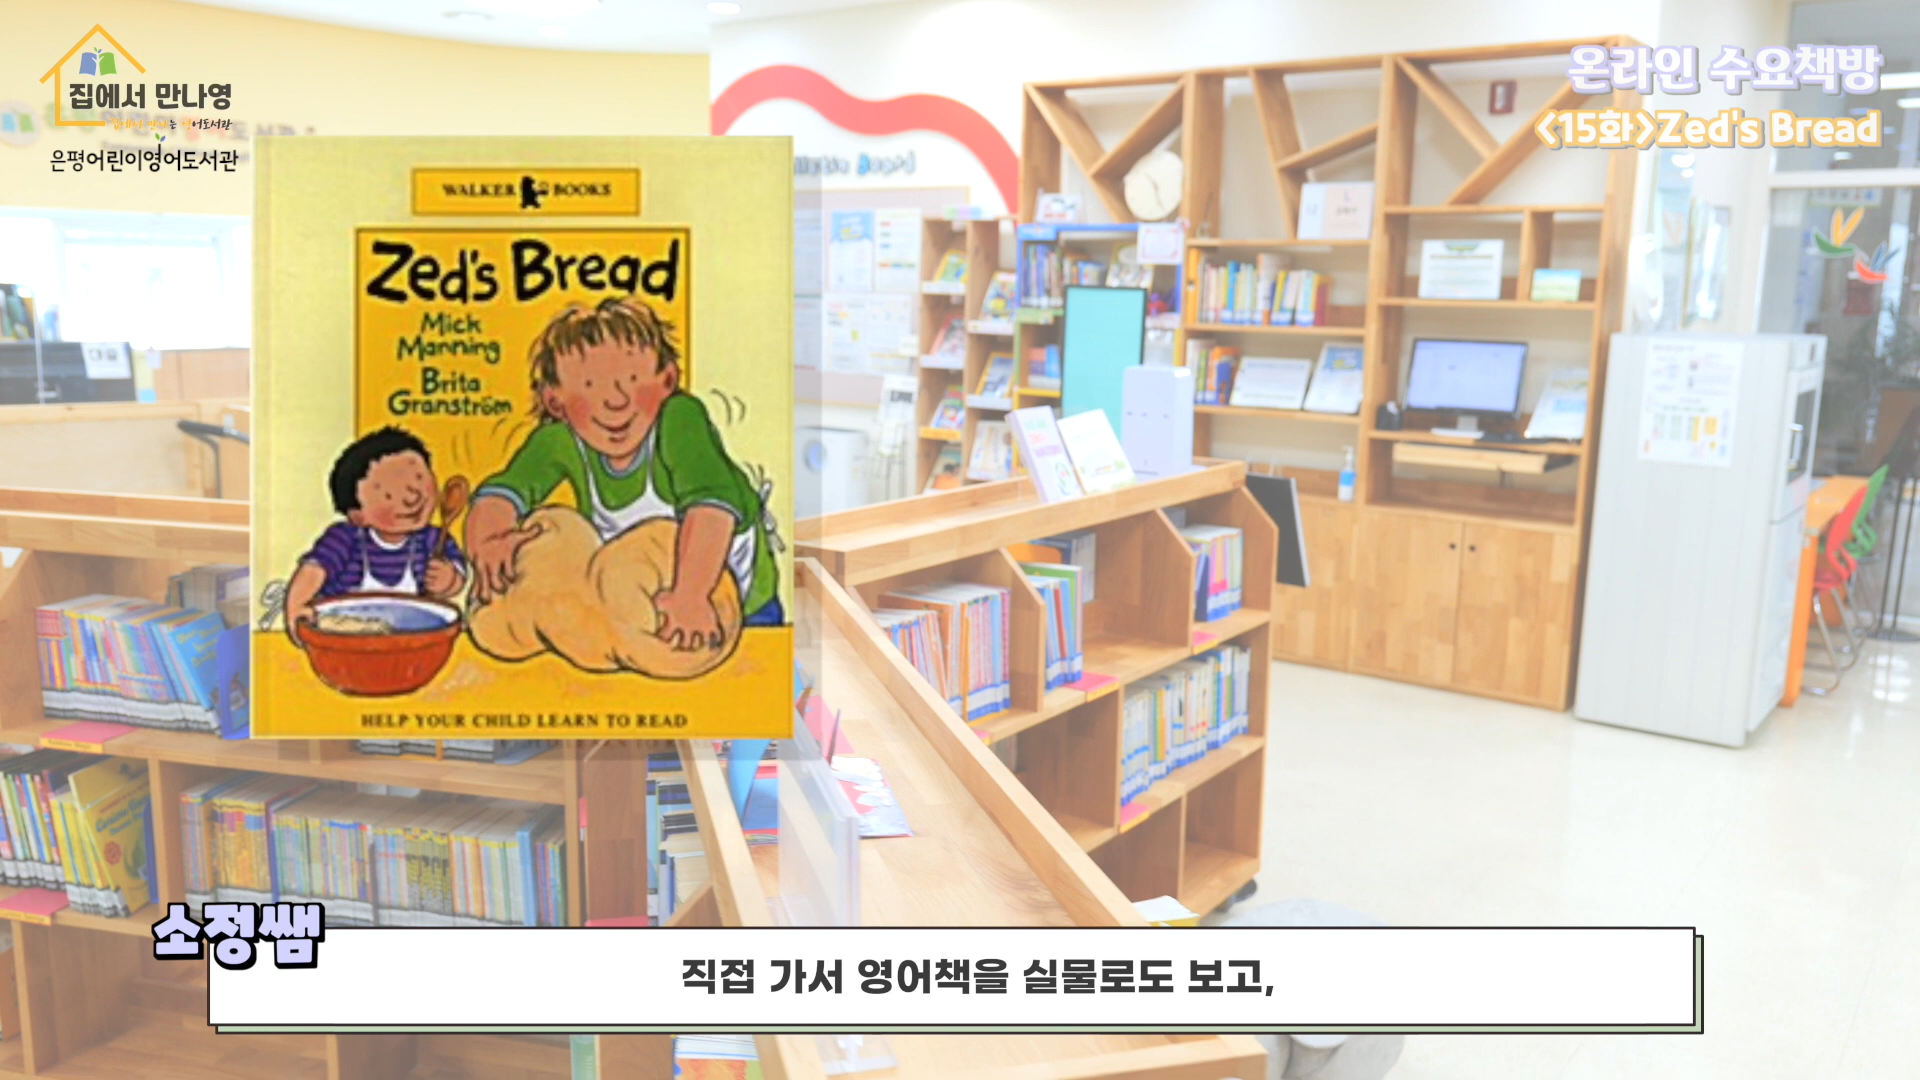 집에서 만나영
은평어린이영어도서관
온라인 수요책방
<15화>Zed's Bread
WALKER BOOKS
Zed's Bread
Mick
Manning
Brita
Granström
HELP YOUR CHILD LEARN TO READ
소정쌤
직접 가서 영어책을 실물로도 보고,